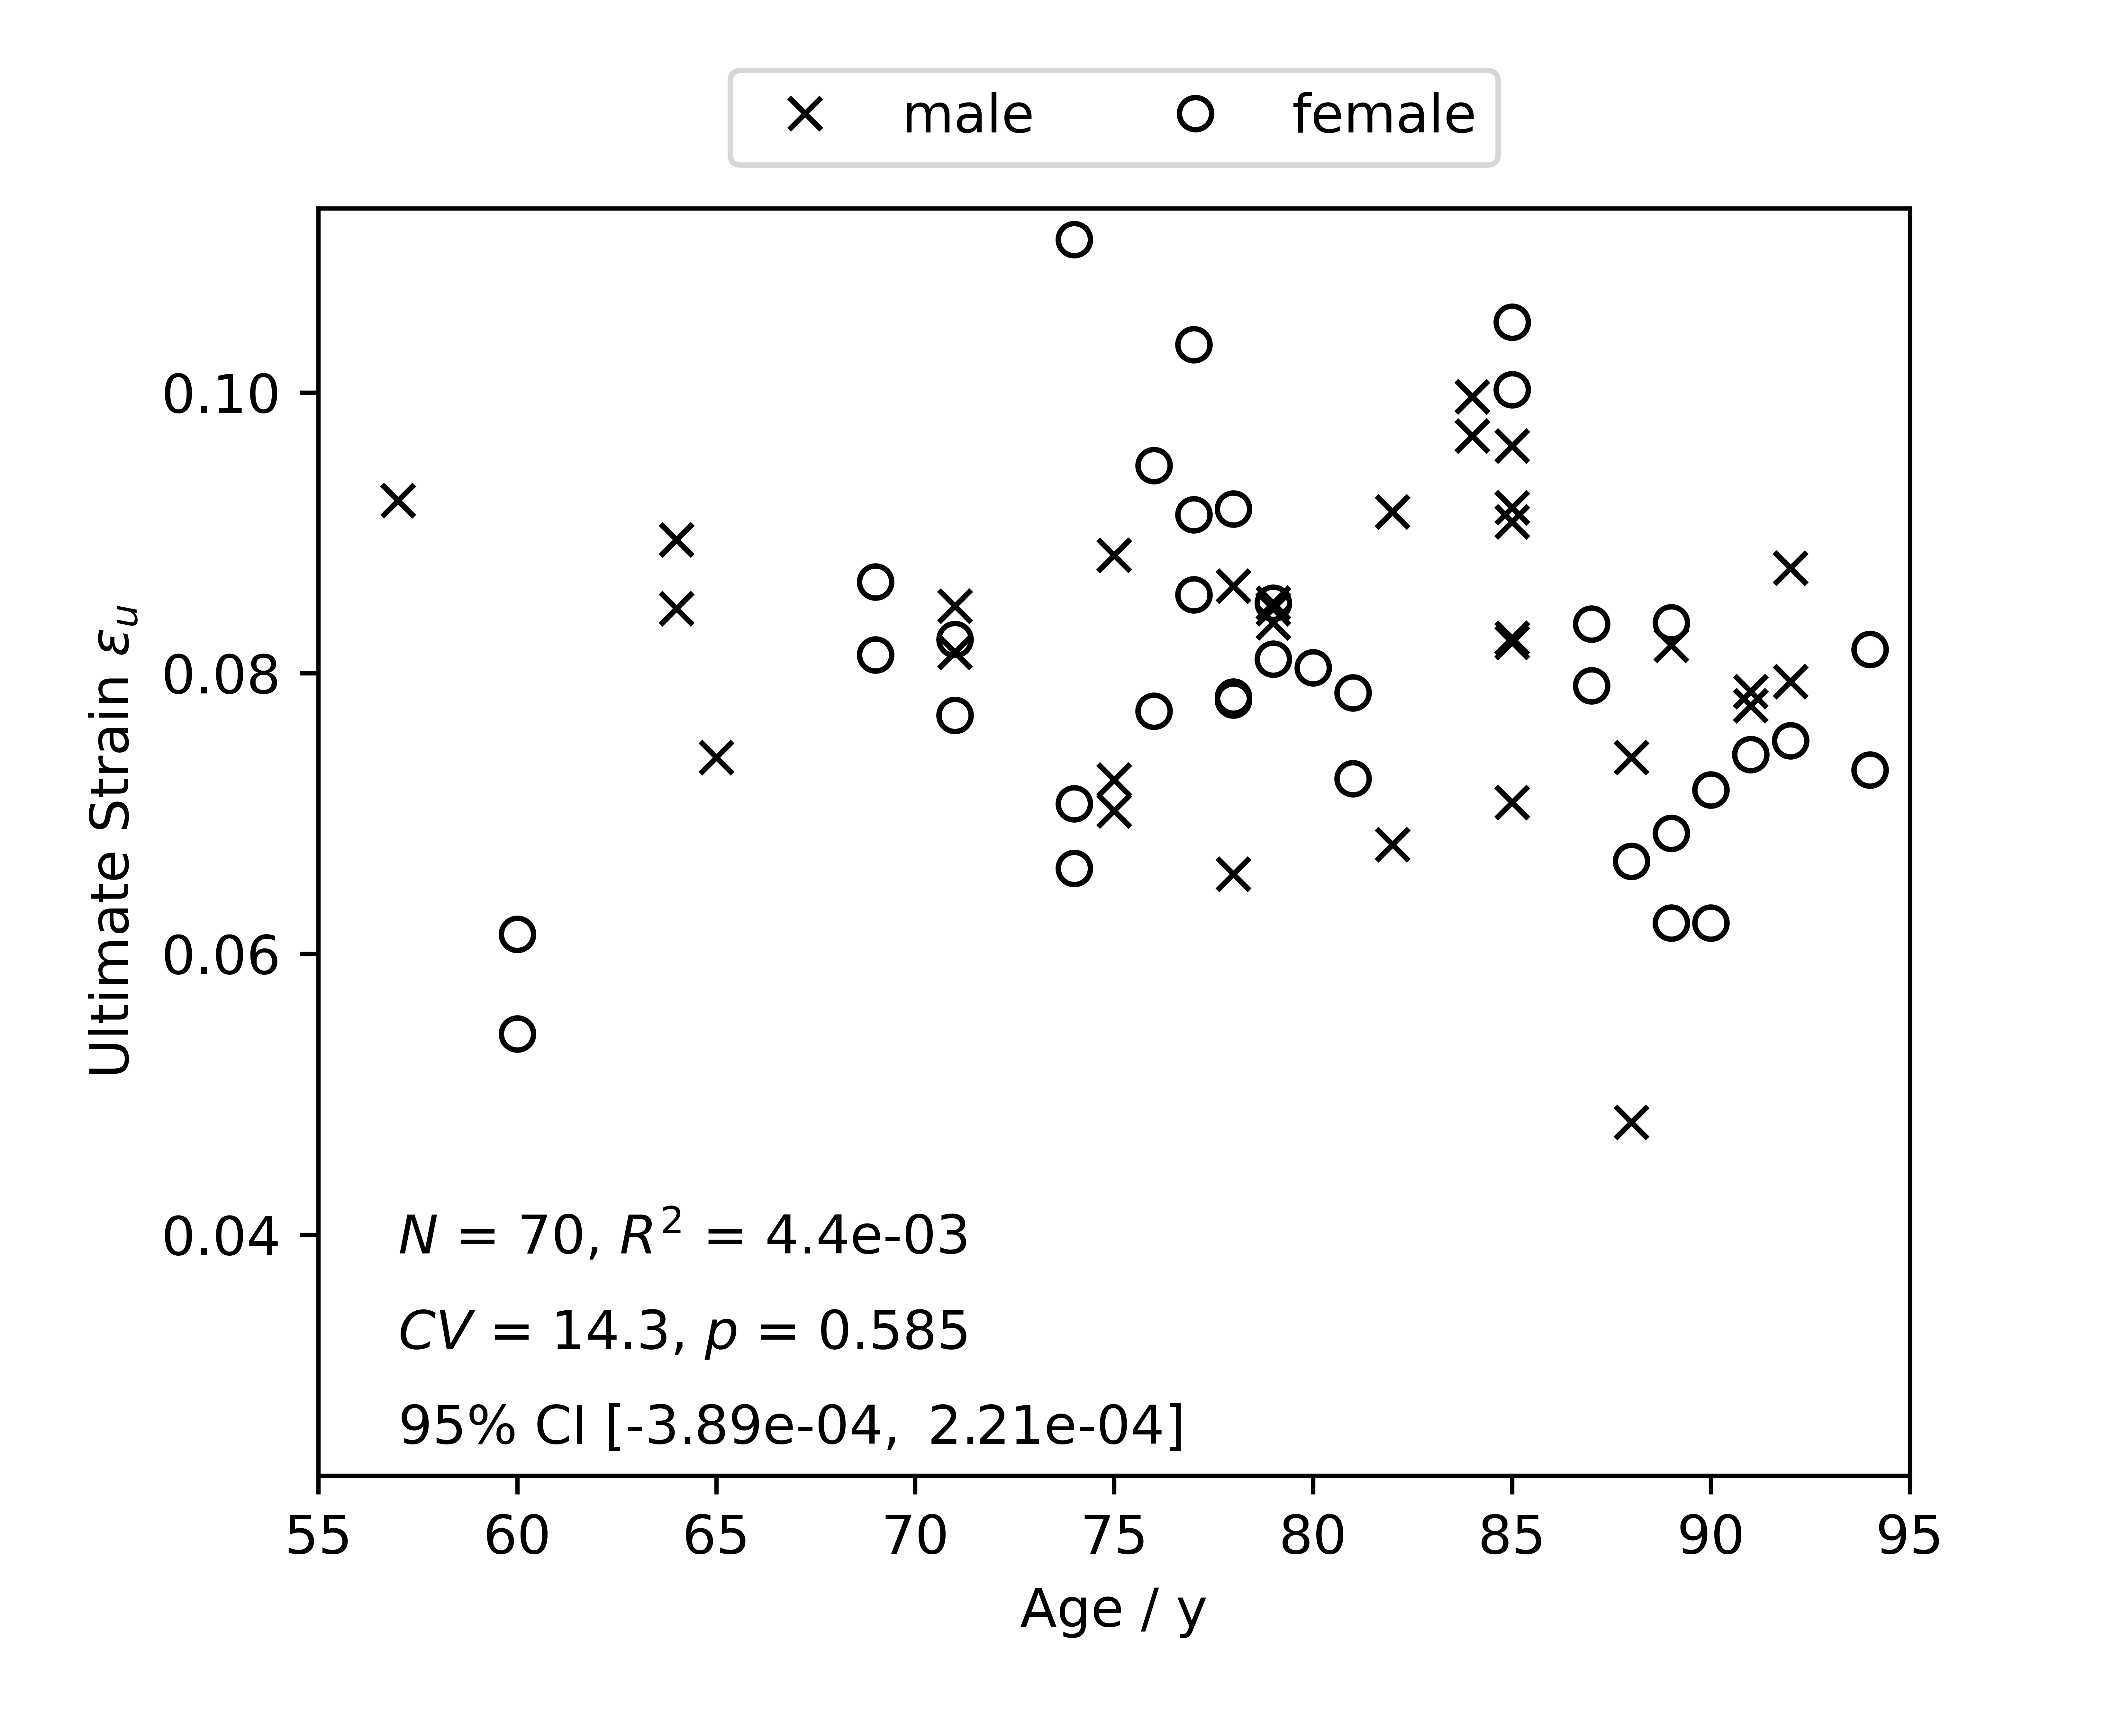 male female
0.10
0.08
0.06
0.04
Ultimate Strain εu
N = 70, R² = 4.4e-03
CV = 14.3, p = 0.585
95% CI [-3.89e-04, 2.21e-04]
55 60 65 70 75 80 85 90 95
Age / y